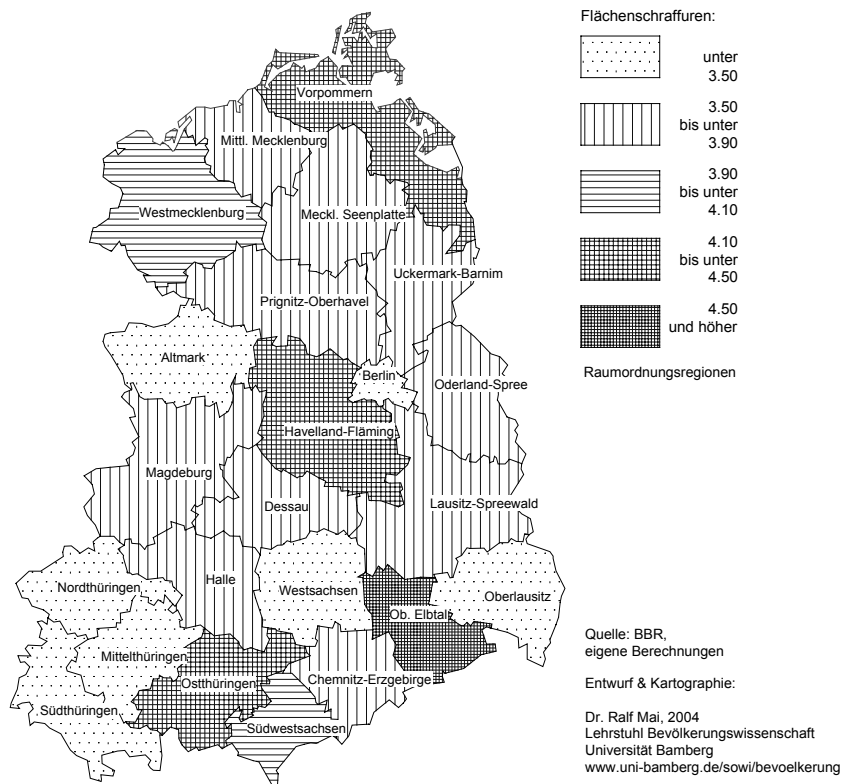 Flächenschraffuren:
unter
3.50
3.50
bis unter
3.90
3.90
bis unter
4.10
4.10
bis unter
4.50
4.50
und höher
Raumordnungsregionen
Vorpommern
Mittl. Mecklenburg
Westmecklenburg
Meckl. Seenplatte
Uckermark-Barnim
Prignitz-Oberhavel
Altmark
Berlin
Oderland-Spree
Havelland-Fläming
Magdeburg
Dessau
Lausitz-Spreewald
Nordthüringen
Halle
Westsachsen
Oberlausitz
Ob. Elbtal
Mittelthüringen
Ostthüringen
Chemnitz-Erzgebirge
Südthüringen
Südwestsachsen
Quelle: BBR,
eigene Berechnungen
Entwurf & Kartographie:
Dr. Ralf Mai, 2004
Lehrstuhl Bevölkerungswissenschaft
Universität Bamberg
www.uni-bamberg.de/sowi/bevoelkerung